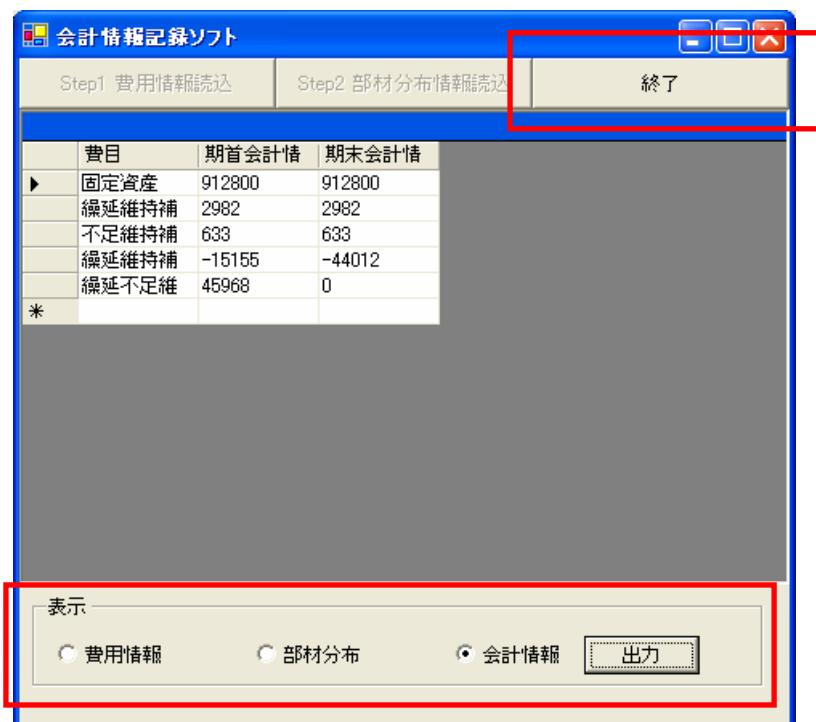 会計情報記録ソフト
Step1 費用情報読込 Step2 部材分布情報読込 終了
費目 期首会計情 期末会計情
固定資産 912800 912800
繰延維持補 2982 2982
不足維持補 633 633
繰延維持補 -15155 -44012
繰延不足維 45968 0
*
表示
費用情報 部材分布 会計情報 出力